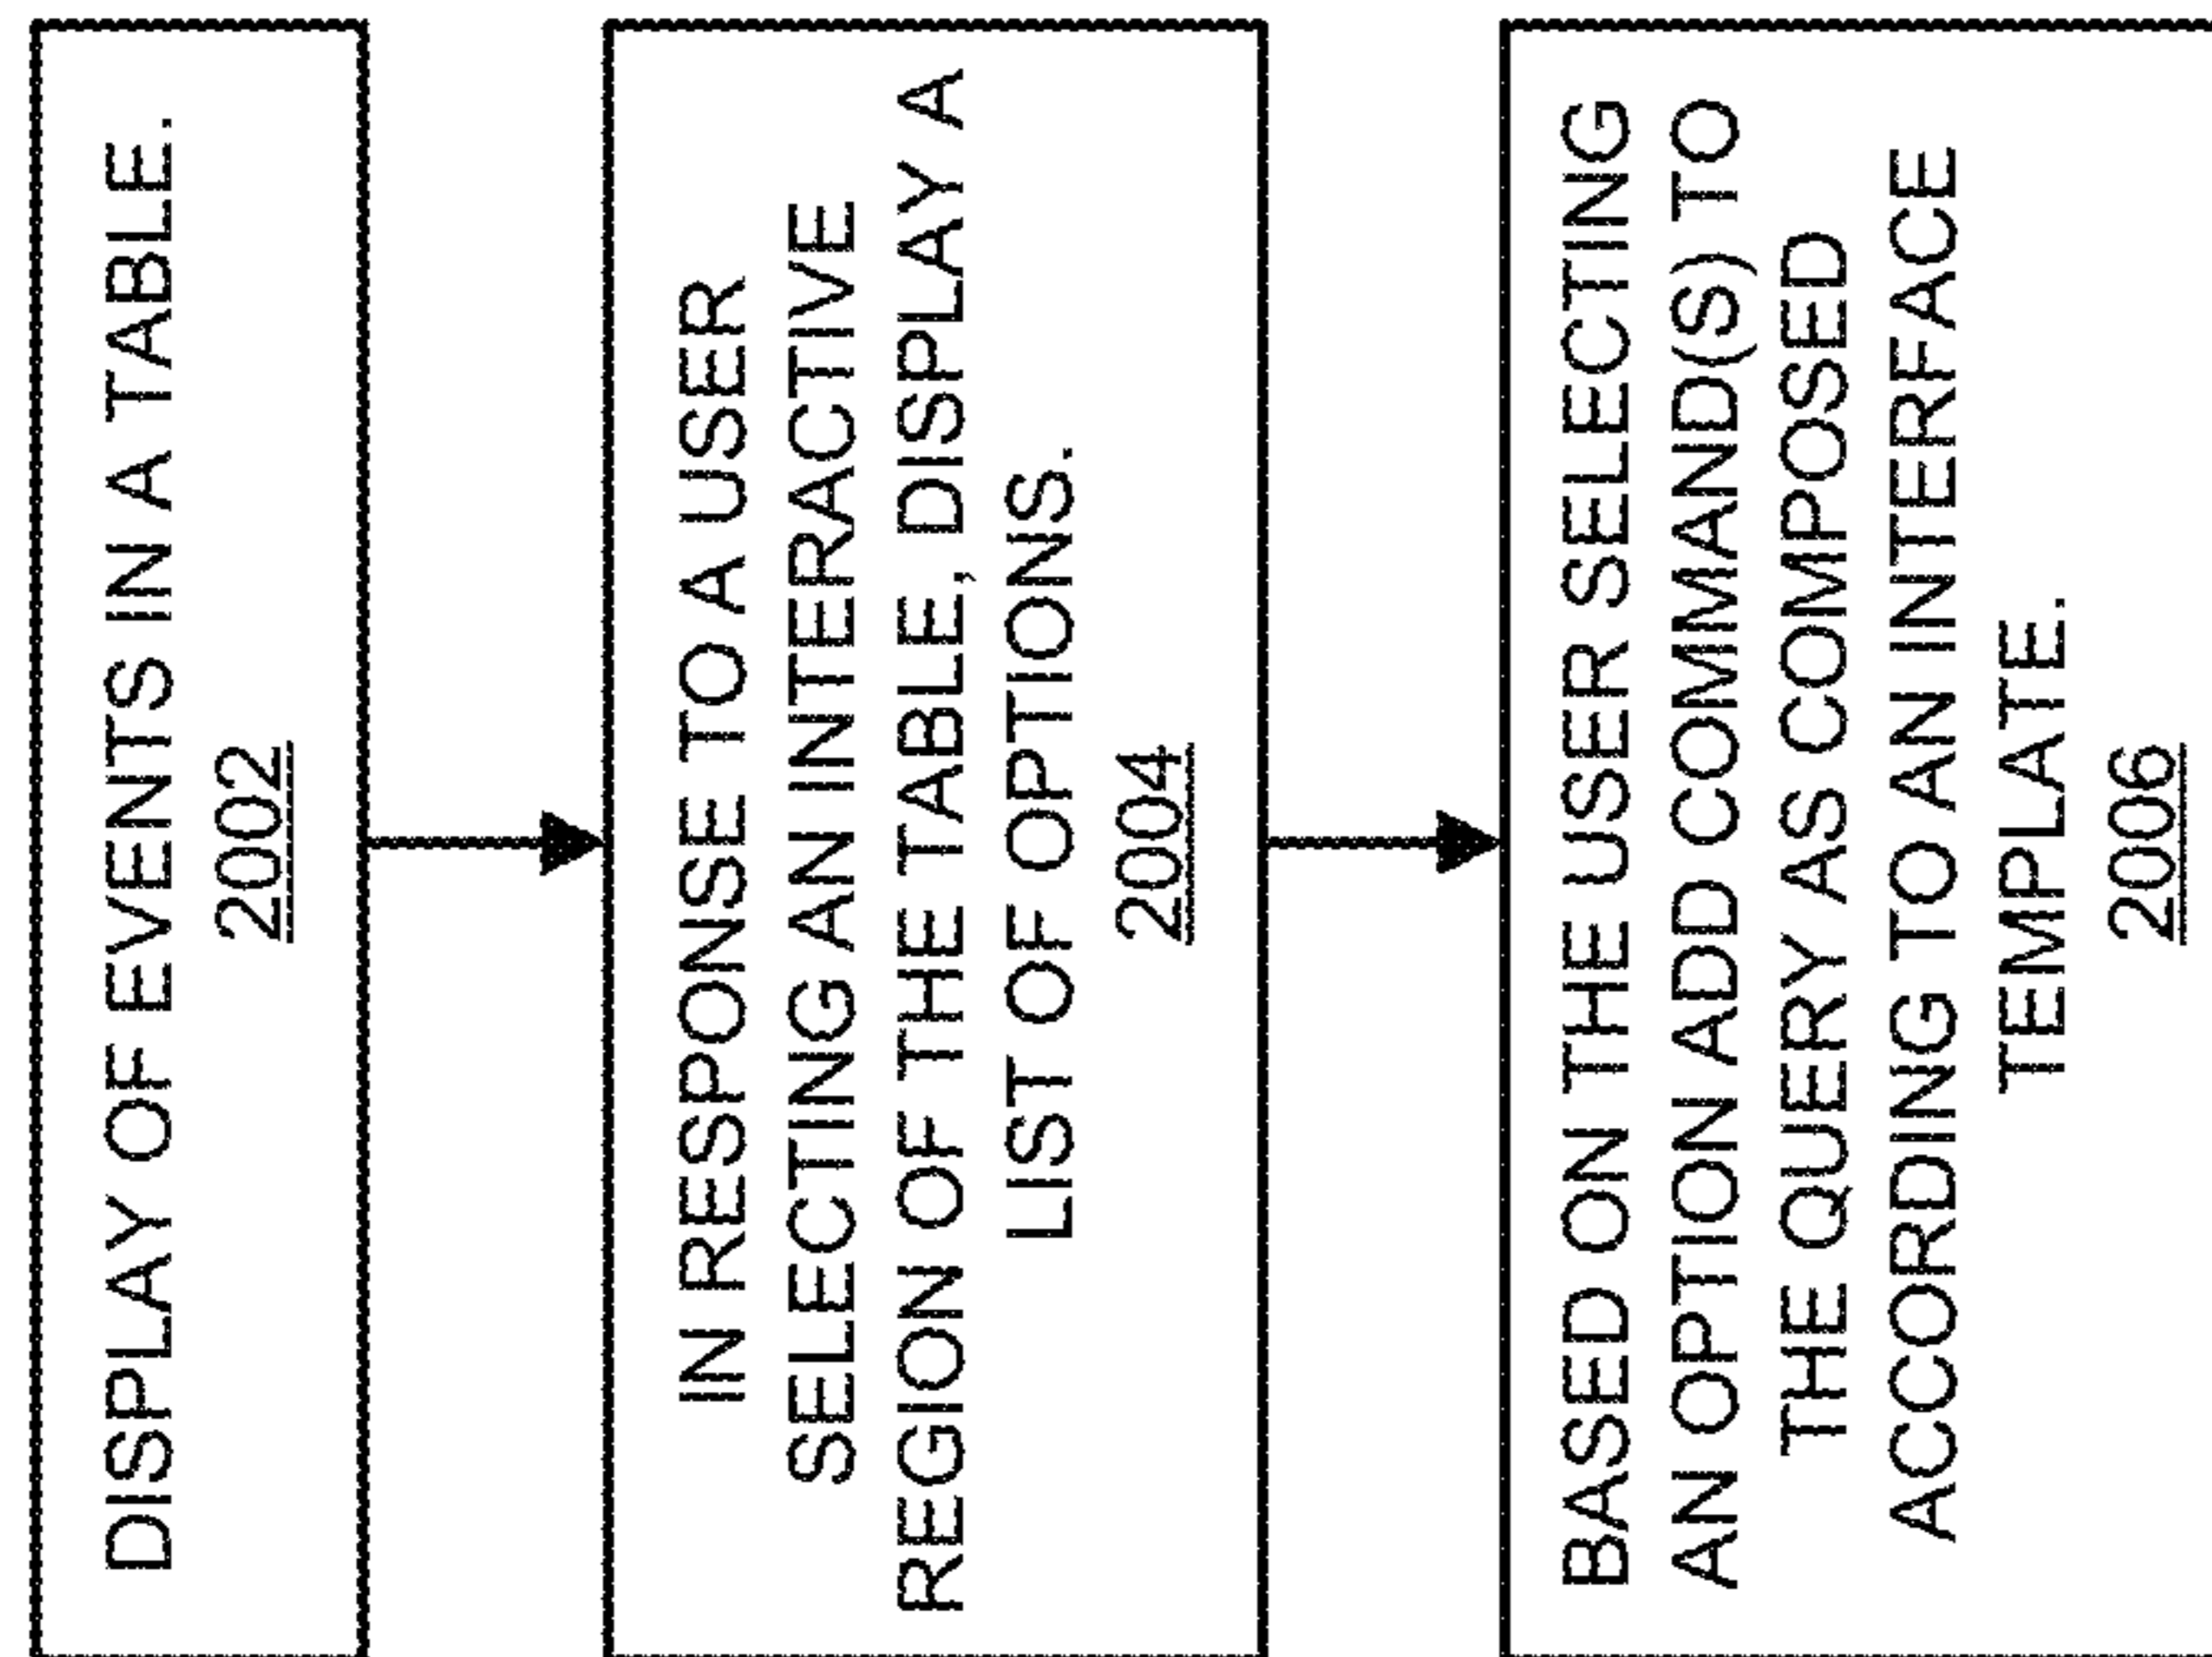 DISPLAY OF EVENTS IN A TABLE.
2002
IN RESPONSE TO A USER
SELECTING AN INTERACTIVE
REGION OF THE TABLE, DISPLAY A
LIST OF OPTIONS.
2004
BASED ON THE USER SELECTING
AN OPTION ADD COMMAND(S) TO
THE QUERY AS COMPOSED
ACCORDING TO AN INTERFACE
TEMPLATE.
2006